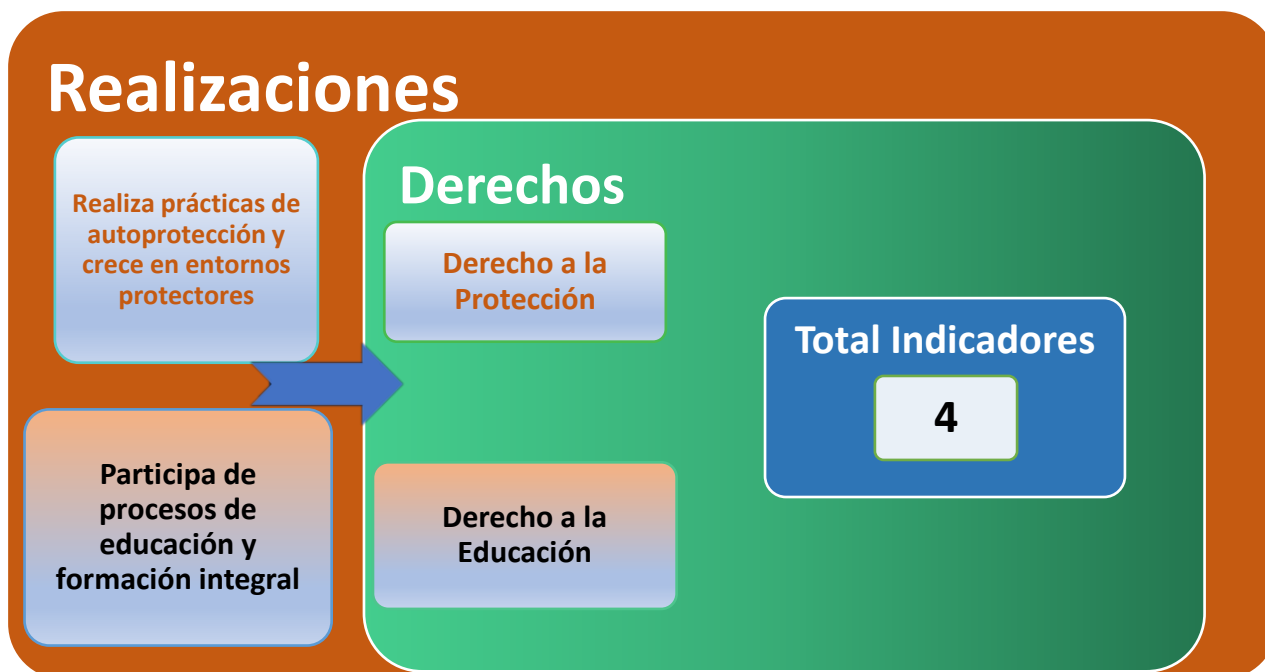 Realizaciones
Realiza prácticas de
autoprotección y
crece en entornos
protectores
Participa de
procesos de
educación y
formación integral
Derechos
Derecho a la
Protección
Derecho a la
Educación
Total Indicadores
4